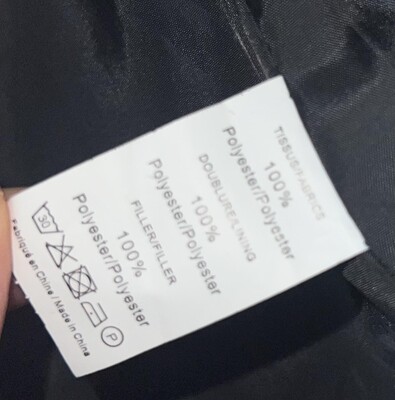 TISSUS/FABRICS
100%
Polyester/Polyester
DOUBLURE/LINING
100%
Polyester/Polyester
FILLER/FILLER
100%
Polyester/Polyester
30
P
Fabriqué en Chine / Made in China